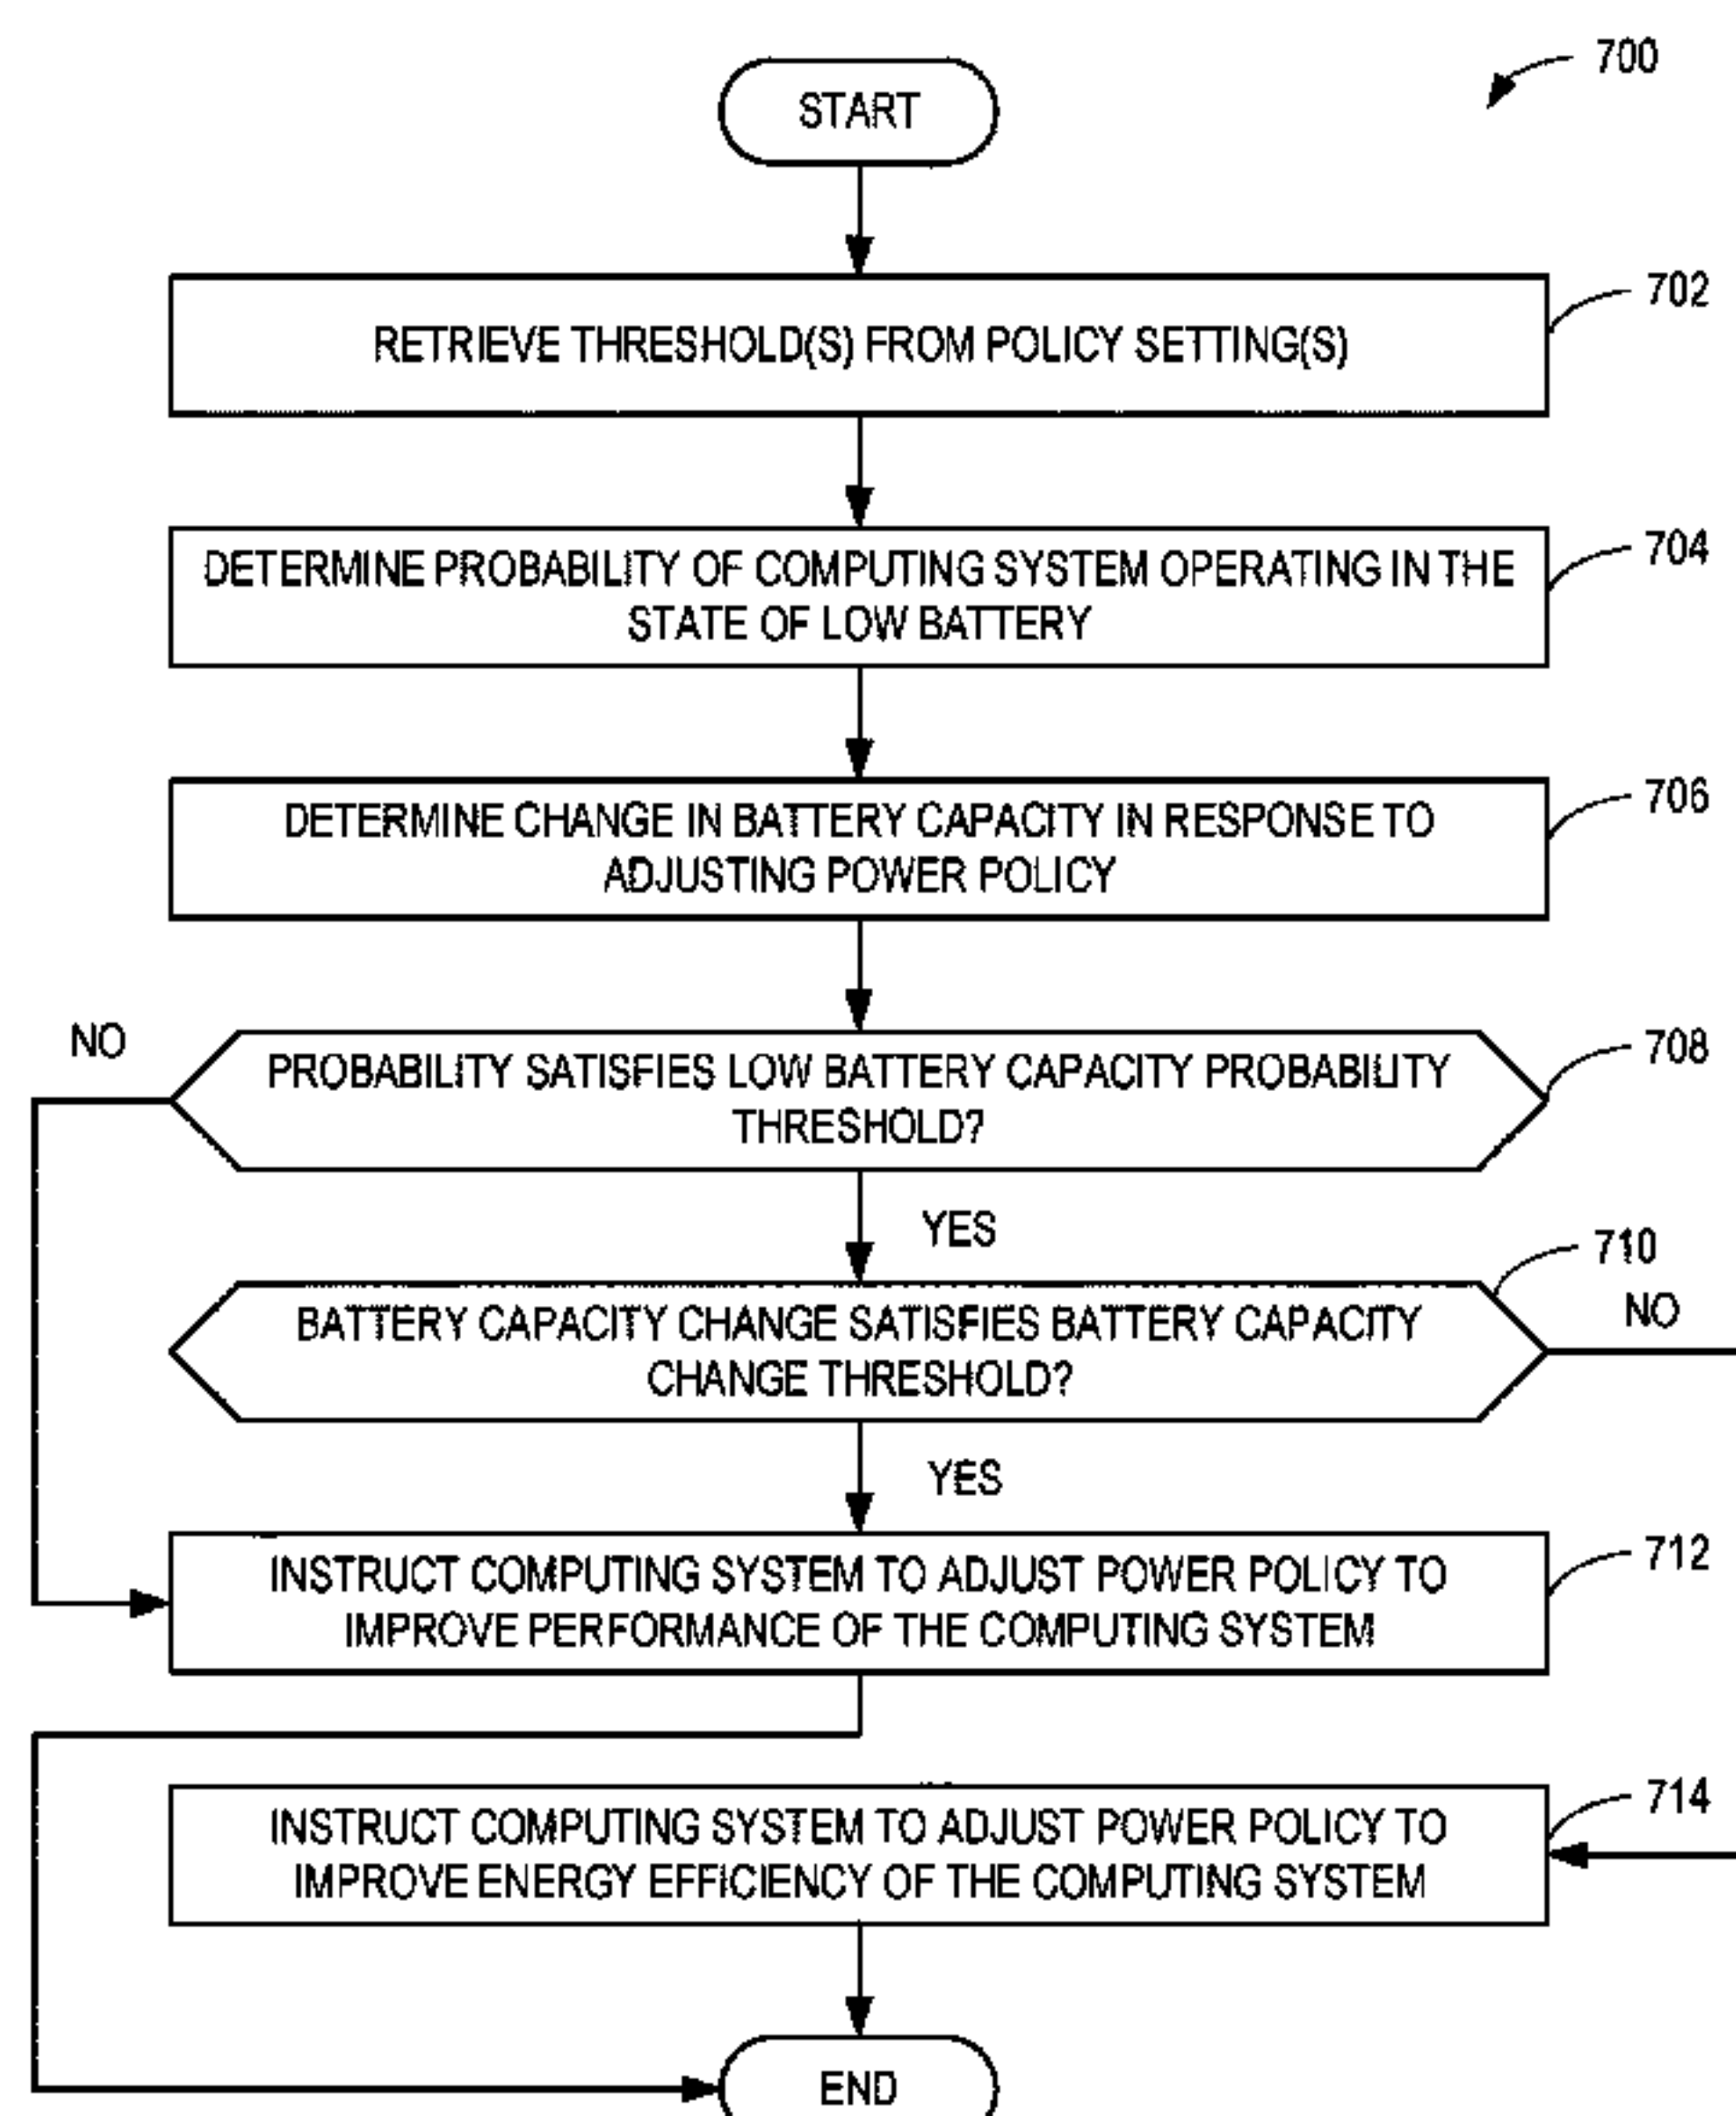 700
START
702
RETRIEVE THRESHOLD(S) FROM POLICY SETTING(S)
704
DETERMINE PROBABILITY OF COMPUTING SYSTEM OPERATING IN THE
STATE OF LOW BATTERY
706
DETERMINE CHANGE IN BATTERY CAPACITY IN RESPONSE TO
ADJUSTING POWER POLICY
NO
708
PROBABILITY SATISFIES LOW BATTERY CAPACITY PROBABILITY
THRESHOLD?
YES
710
NO
BATTERY CAPACITY CHANGE SATISFIES BATTERY CAPACITY
CHANGE THRESHOLD?
YES
712
INSTRUCT COMPUTING SYSTEM TO ADJUST POWER POLICY TO
IMPROVE PERFORMANCE OF THE COMPUTING SYSTEM
714
INSTRUCT COMPUTING SYSTEM TO ADJUST POWER POLICY TO
IMPROVE ENERGY EFFICIENCY OF THE COMPUTING SYSTEM
END